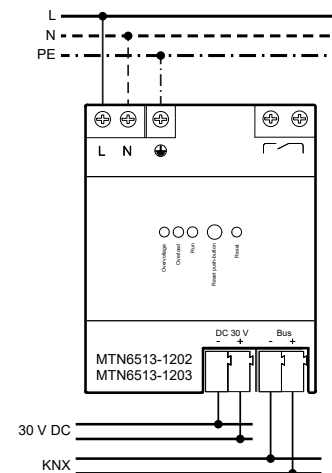 L
N
PE
L N
Overvoltage
Overload
Run
Reset push-button
Reset
DC 30 V Bus
- + - +
MTN6513-1202
MTN6513-1203
30 V DC
KNX